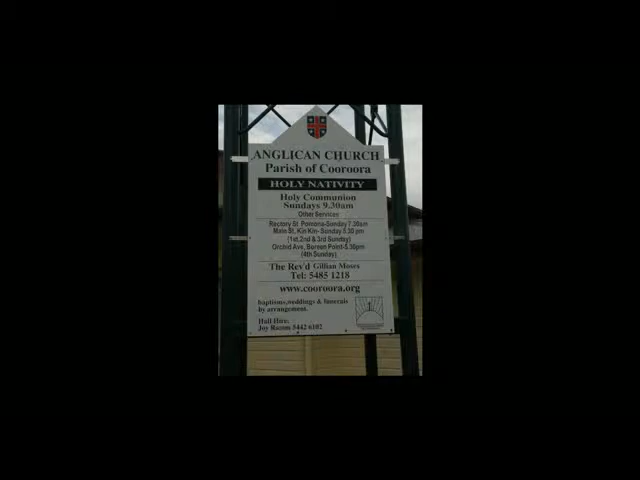 ANGLICAN CHURCH
Parish of Cooroora
HOLY NATIVITY
Holy Communion
Sundays 9.30am
Other Services
Rectory St. Pomona-Sunday 7.30am
Main St, Kin Kin- Sunday 5.30 pm
(1st,2nd & 3rd Sunday)
Orchid Ave, Boreen Point-5.30pm
(4th Sunday)
The Rev'd Gillian Moses
Tel: 5485 1218
www.cooroora.org
baptisms,weddings & funerals
by arrangement.
Hall Hire:
Joy 5442 6102